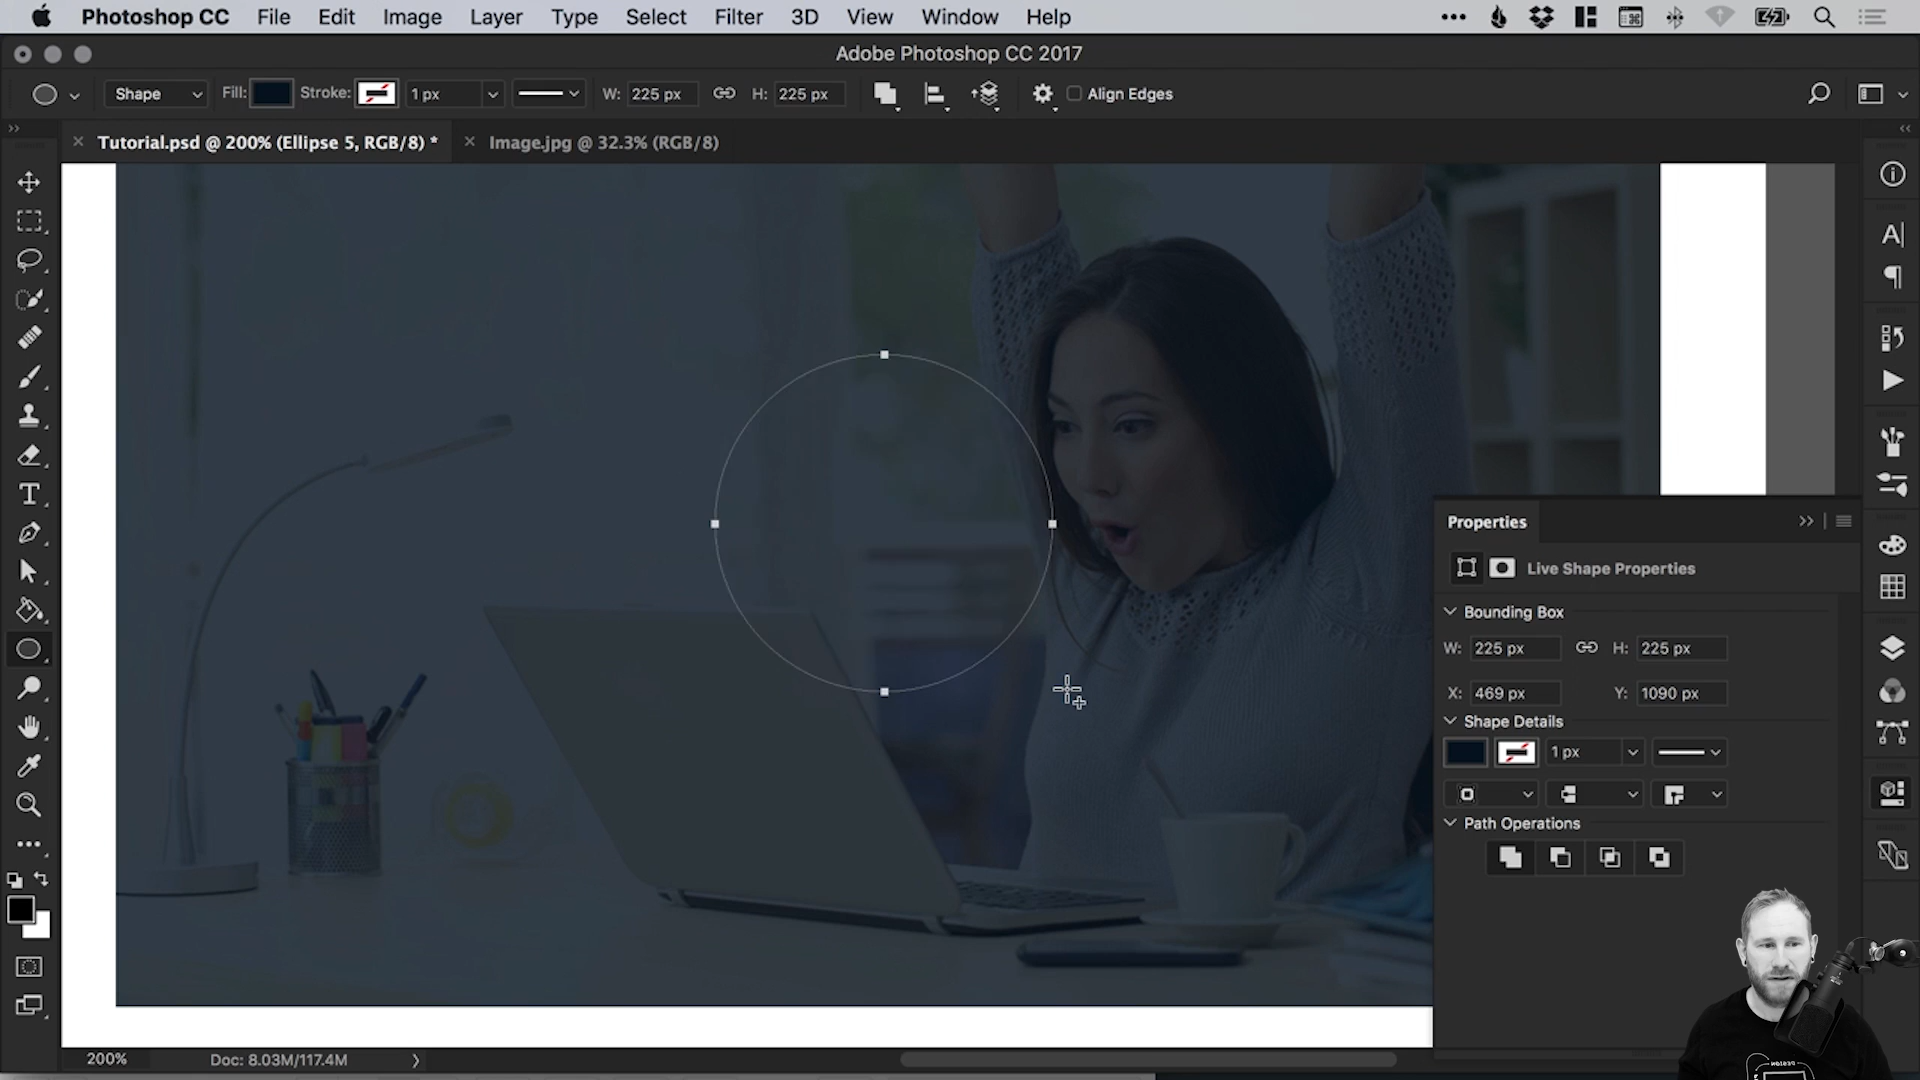 Photoshop CC File Edit Image Layer Type Select Filter 3D View Window Help
Adobe Photoshop CC 2017
Shape Fill: Stroke: 1 px W: 225 px H: 225 px Align Edges
Tutorial.psd @ 200% (Ellipse 5, RGB/8) * Image.jpg @ 32.3% (RGB/8)
Properties
Live Shape Properties
Bounding Box
W: 225 px H: 225 px
X: 469 px Y: 1090 px
Shape Details
1 px
Path Operations
200% Doc: 8.03M/117.4M